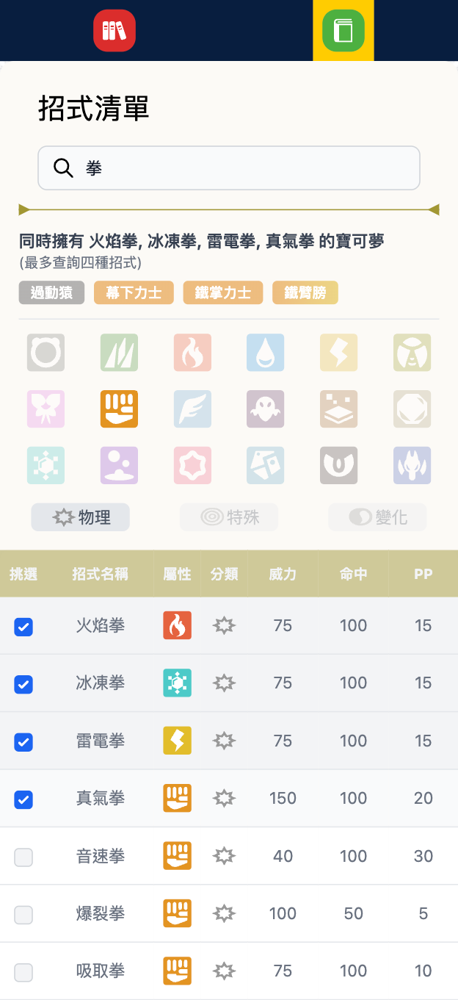 招式清單
拳
同時擁有 火焰拳, 冰凍拳, 雷電拳, 真氣拳 的寶可夢
(最多查詢四種招式)
過動猿 幕下力士 鐵掌力士 鐵臂膀
物理 特殊 變化
挑選 招式名稱 屬性 分類 威力 命中 PP
火焰拳 75 100 15
冰凍拳 75 100 15
雷電拳 75 100 15
真氣拳 150 100 20
音速拳 40 100 30
爆裂拳 100 50 5
吸取拳 75 100 10